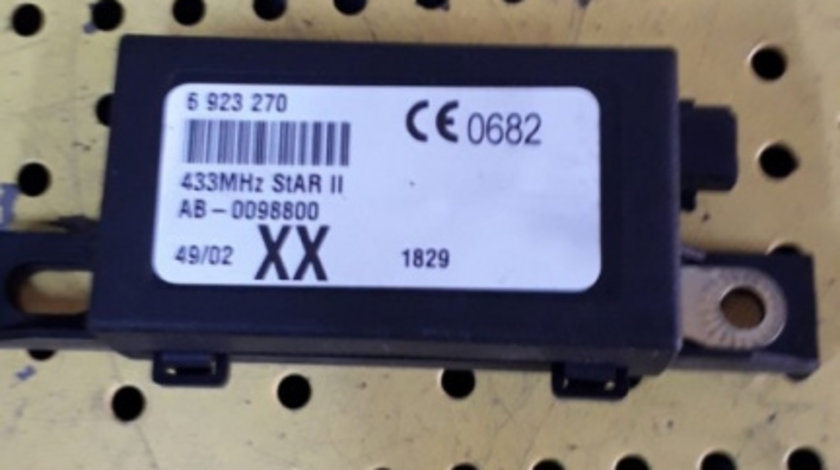 6 923 270
CE 0682
433MHz StAR II
AB-0098800
49/02 XX 1829